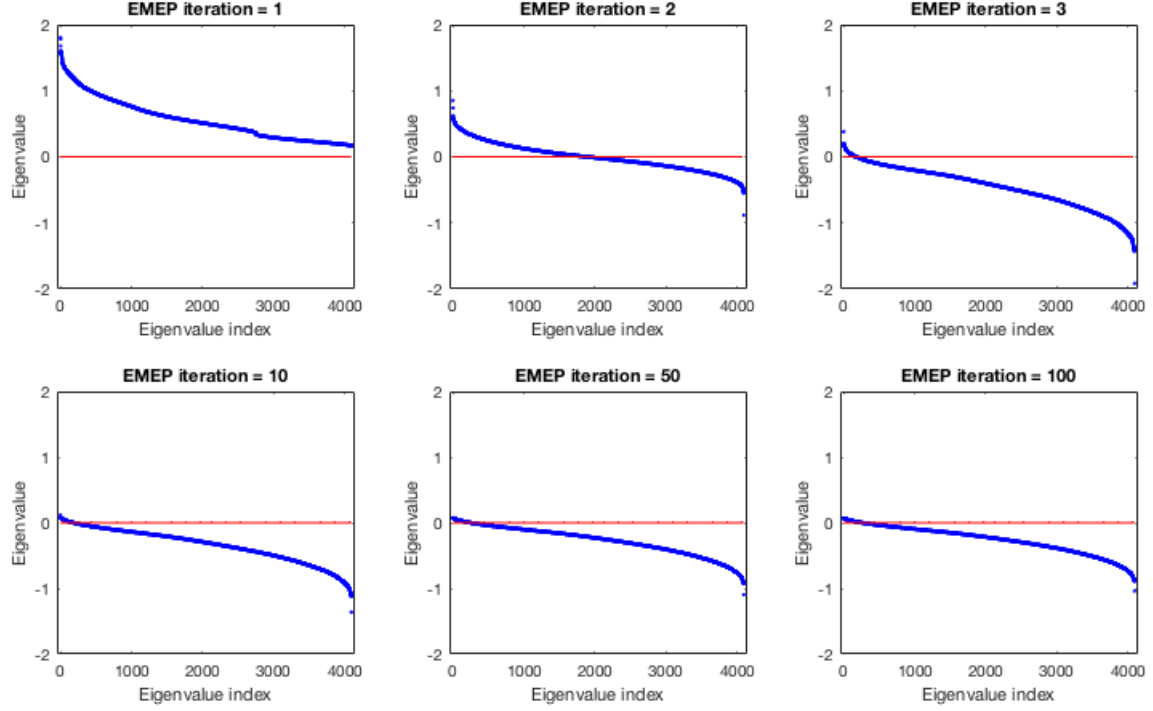 EMEP iteration = 1
EMEP iteration = 2
EMEP iteration = 3
2
1
0
-1
-2
2
1
0
-1
-2
2
1
0
-1
-2
Eigenvalue
Eigenvalue
Eigenvalue
0 1000 2000 3000 4000
0 1000 2000 3000 4000
0 1000 2000 3000 4000
Eigenvalue index
Eigenvalue index
Eigenvalue index
EMEP iteration = 10
EMEP iteration = 50
EMEP iteration = 100
2
1
0
-1
-2
2
1
0
-1
-2
2
1
0
-1
-2
Eigenvalue
Eigenvalue
Eigenvalue
0 1000 2000 3000 4000
0 1000 2000 3000 4000
0 1000 2000 3000 4000
Eigenvalue index
Eigenvalue index
Eigenvalue index